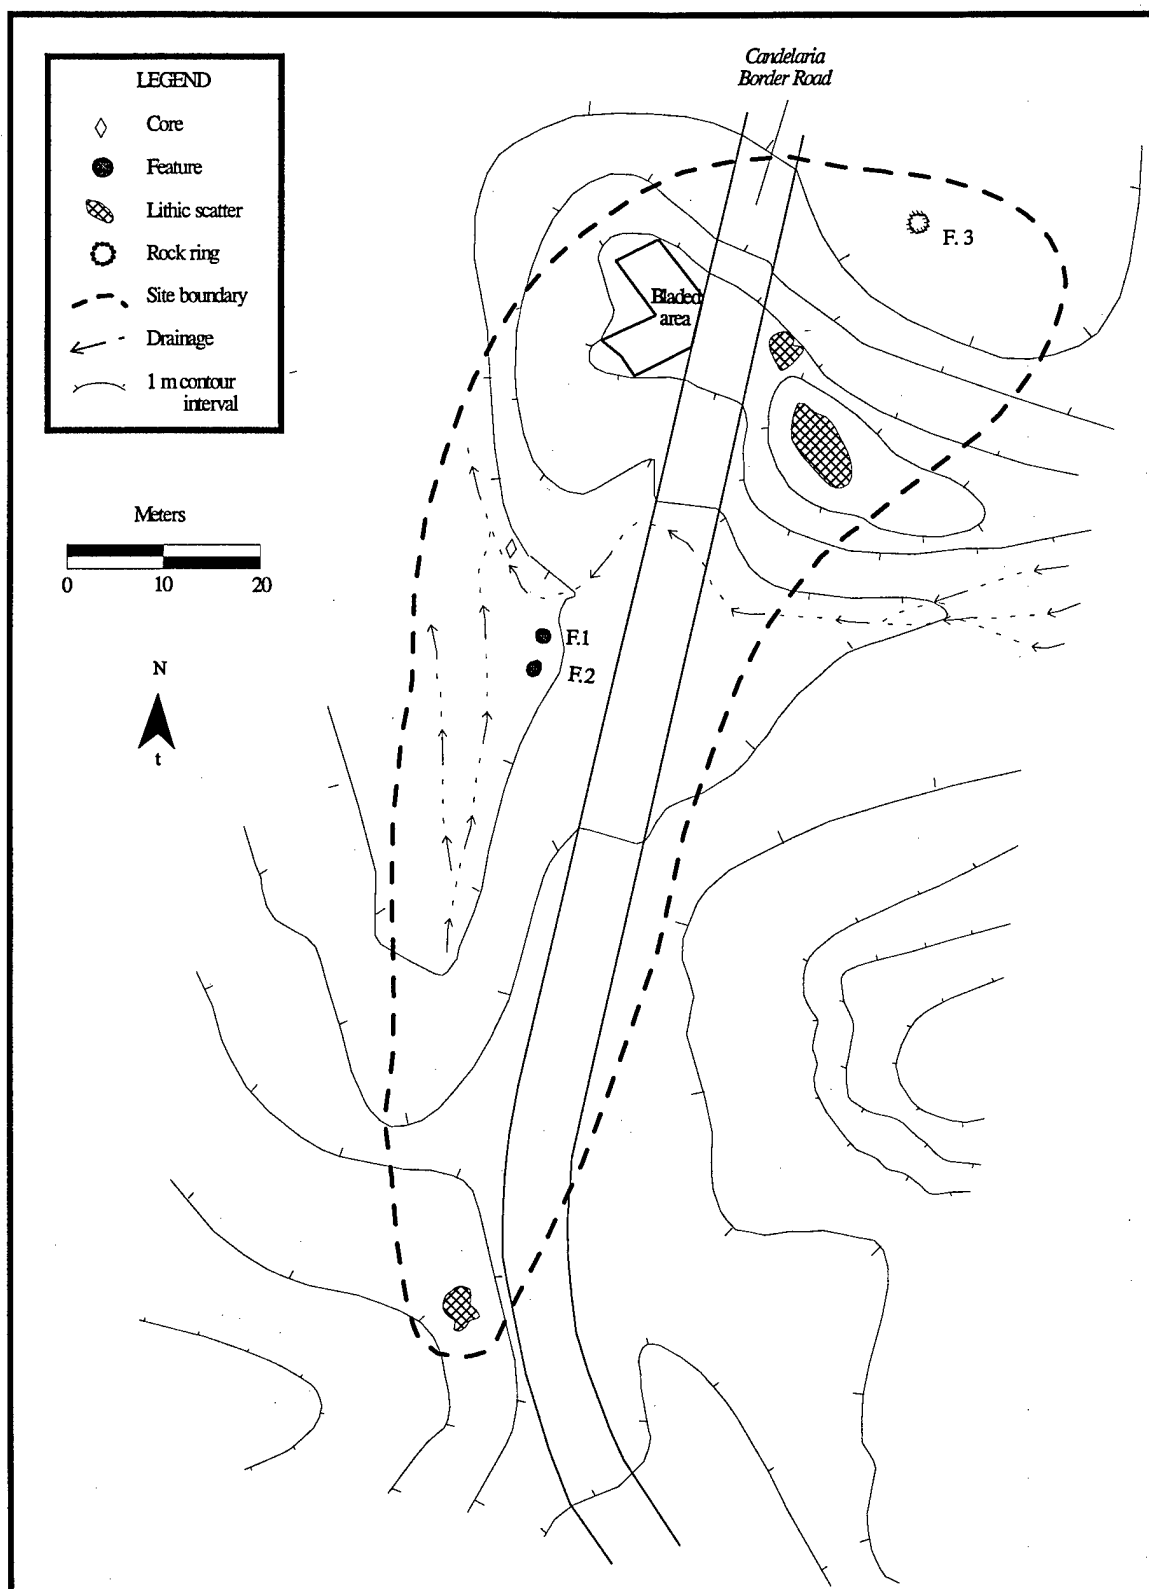 Candelaria
Border Road
LEGEND
Core
Feature
Lithic scatter
Rock ring
Site boundary
Drainage
1 m contour
interval
F. 3
Bladed
area
Meters
0 10 20
F.1
F.2
N
t